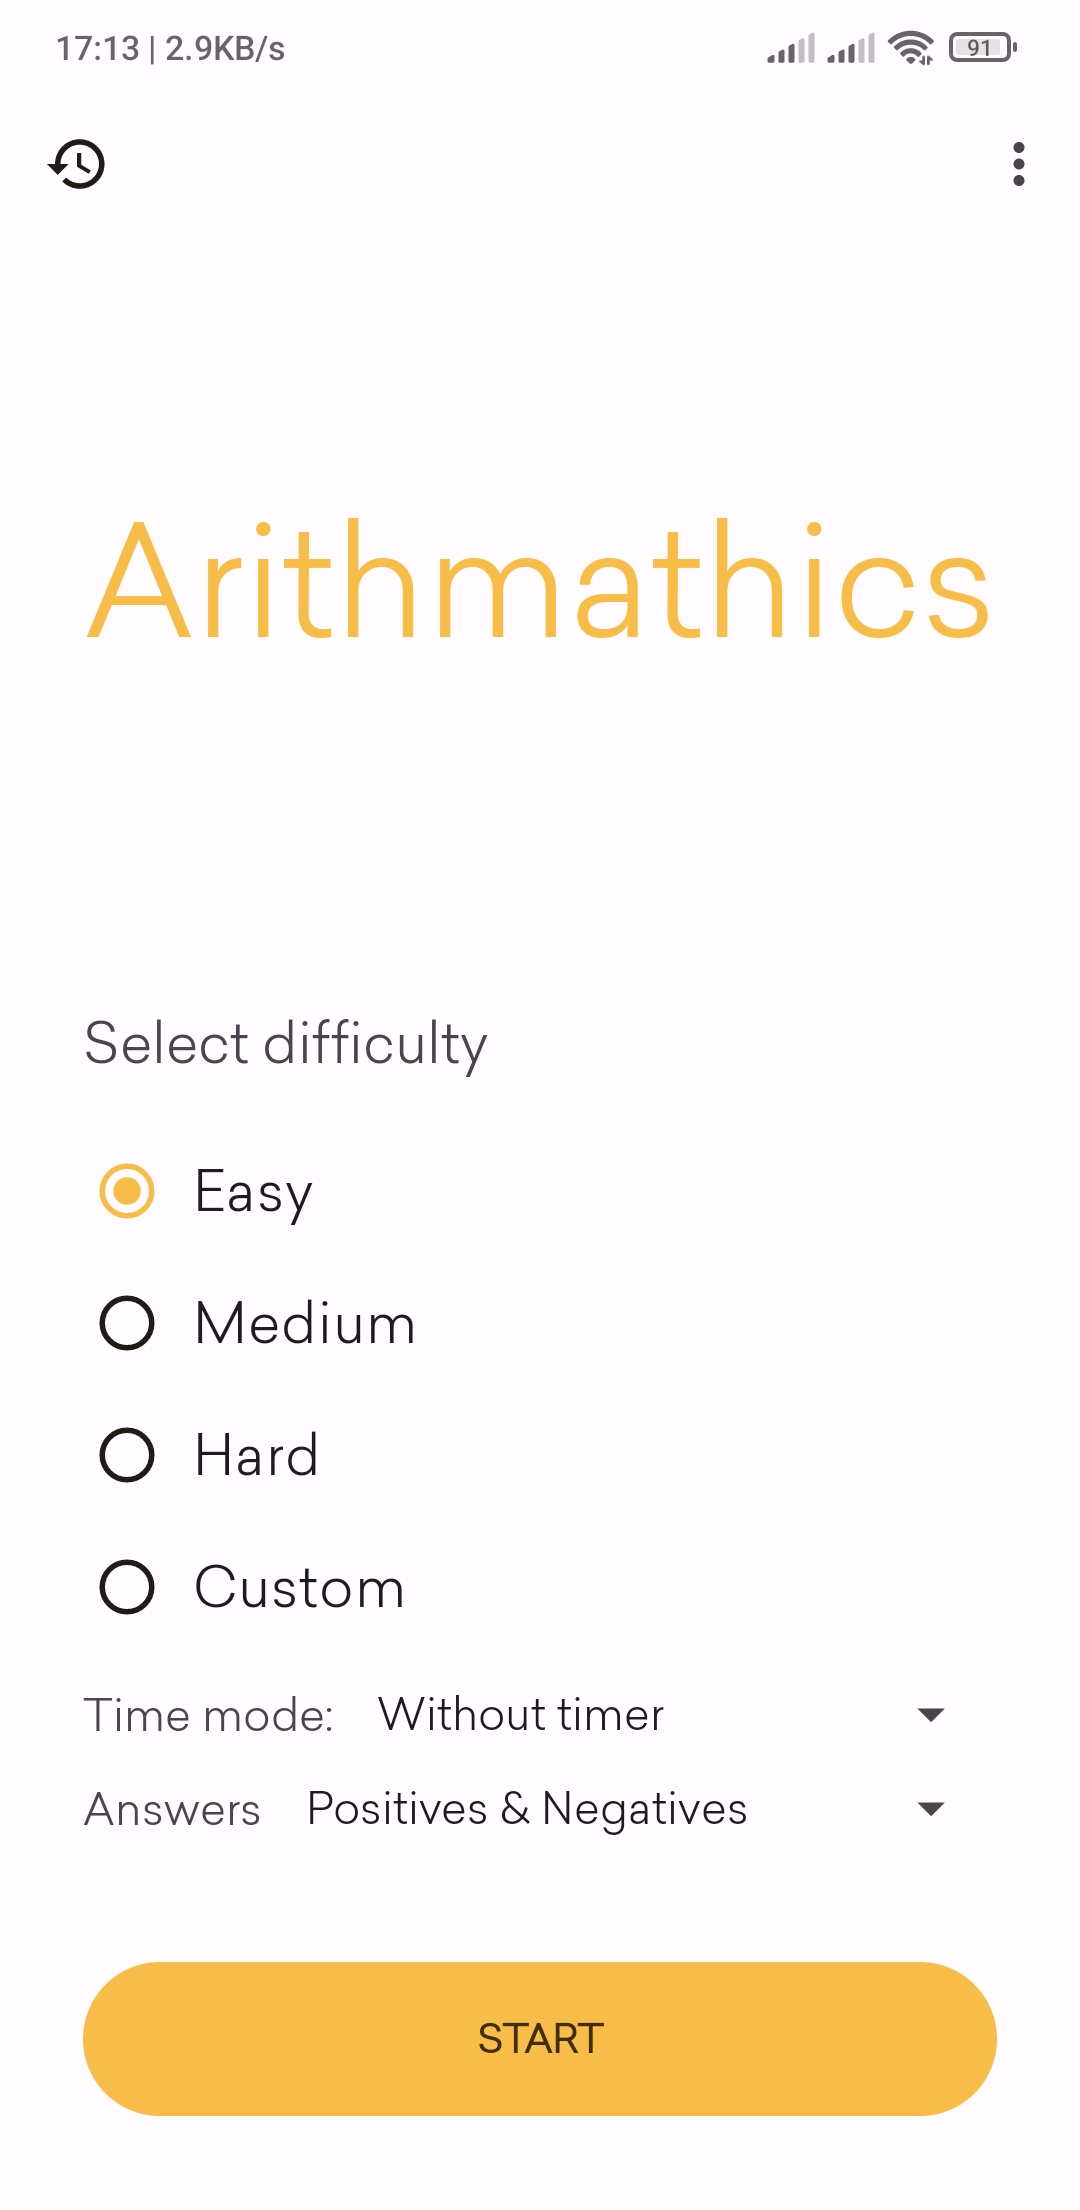 17:13 | 2.9KB/s 91
Arithmathics
Select difficulty
Easy
Medium
Hard
Custom
Time mode: Without timer
Answers Positives & Negatives
START